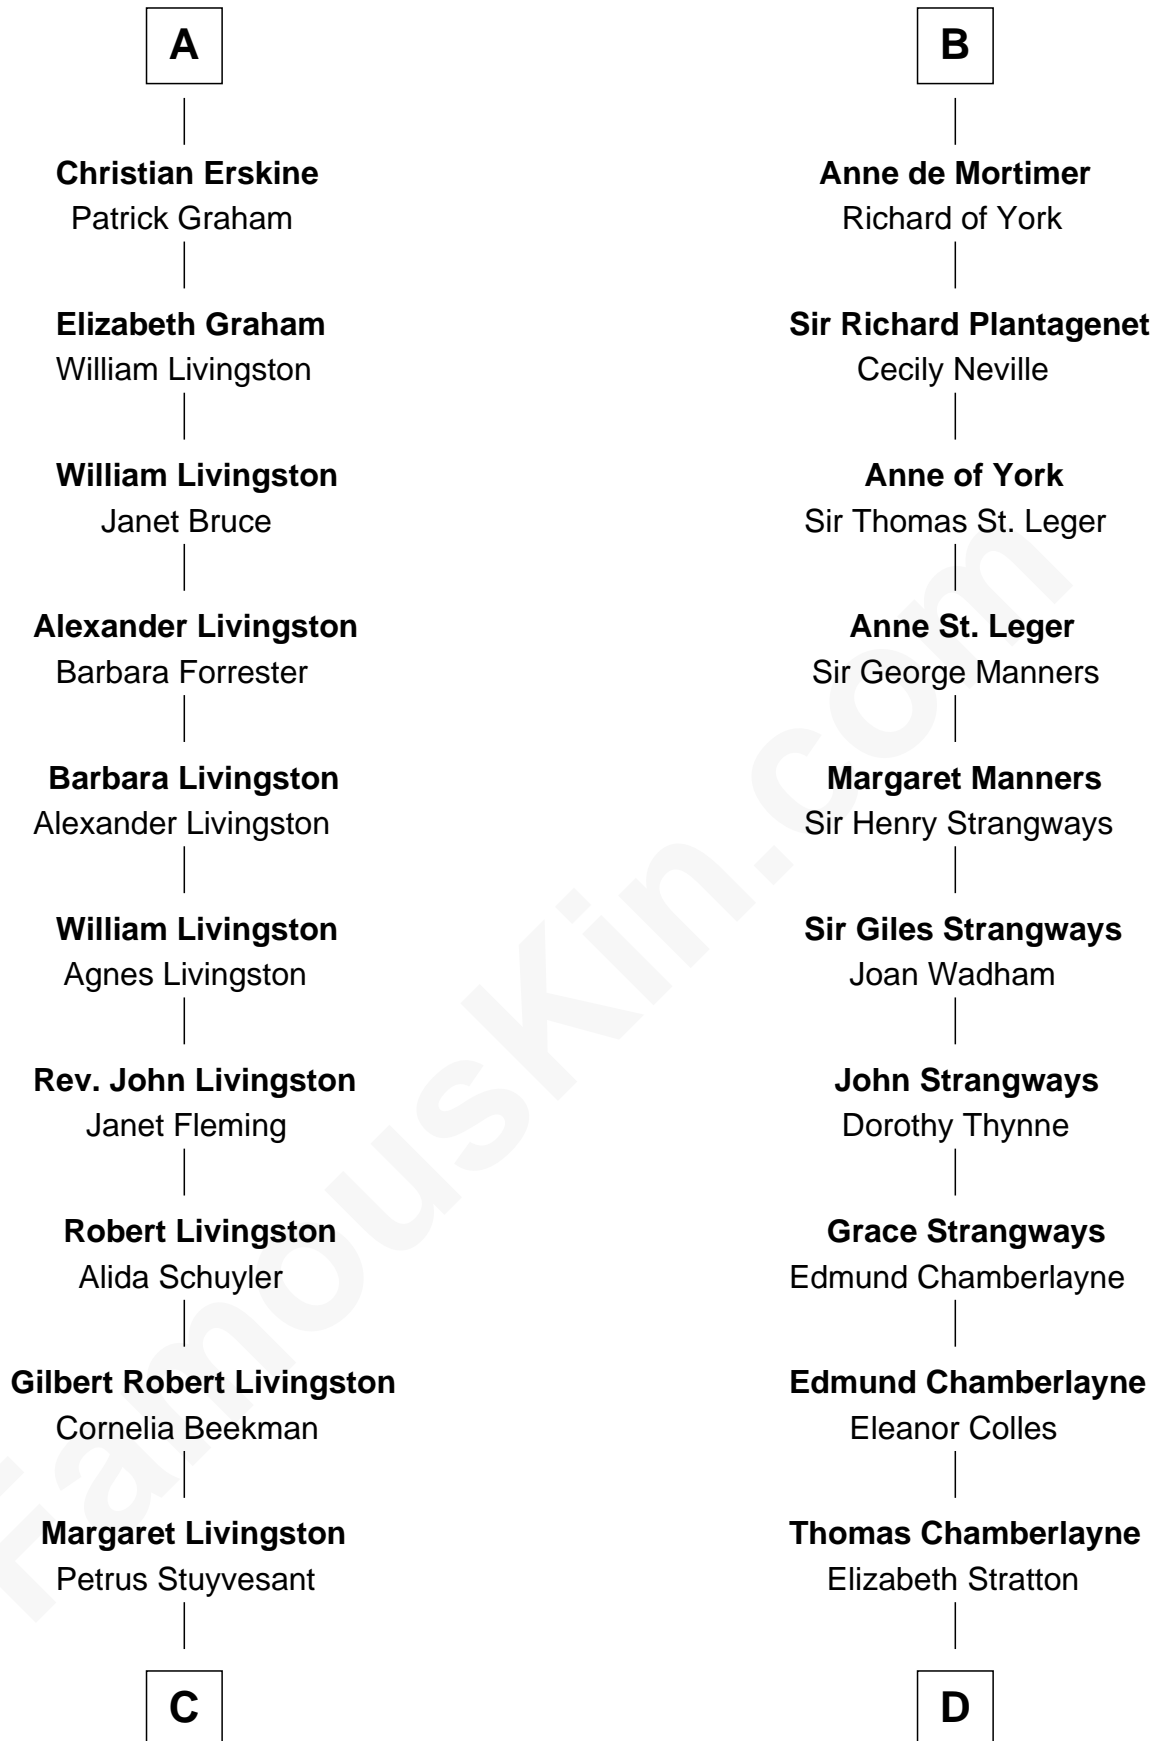 A
Christian Erskine
Patrick Graham
Elizabeth Graham
William Livingston
William Livingston
Janet Bruce
Alexander Livingston
Barbara Forrester
Barbara Livingston
Alexander Livingston
William Livingston
Agnes Livingston
Rev. John Livingston
Janet Fleming
Robert Livingston
Alida Schuyler
Gilbert Robert Livingston
Cornelia Beekman
Margaret Livingston
Petrus Stuyvesant
C
B
Anne de Mortimer
Richard of York
Sir Richard Plantagenet
Cecily Neville
Anne of York
Sir Thomas St. Leger
Anne St. Leger
Sir George Manners
Margaret Manners
Sir Henry Strangways
Sir Giles Strangways
Joan Wadham
John Strangways
Dorothy Thynne
Grace Strangways
Edmund Chamberlayne
Edmund Chamberlayne
Eleanor Colles
Thomas Chamberlayne
Elizabeth Stratton
D
FamousKin.com